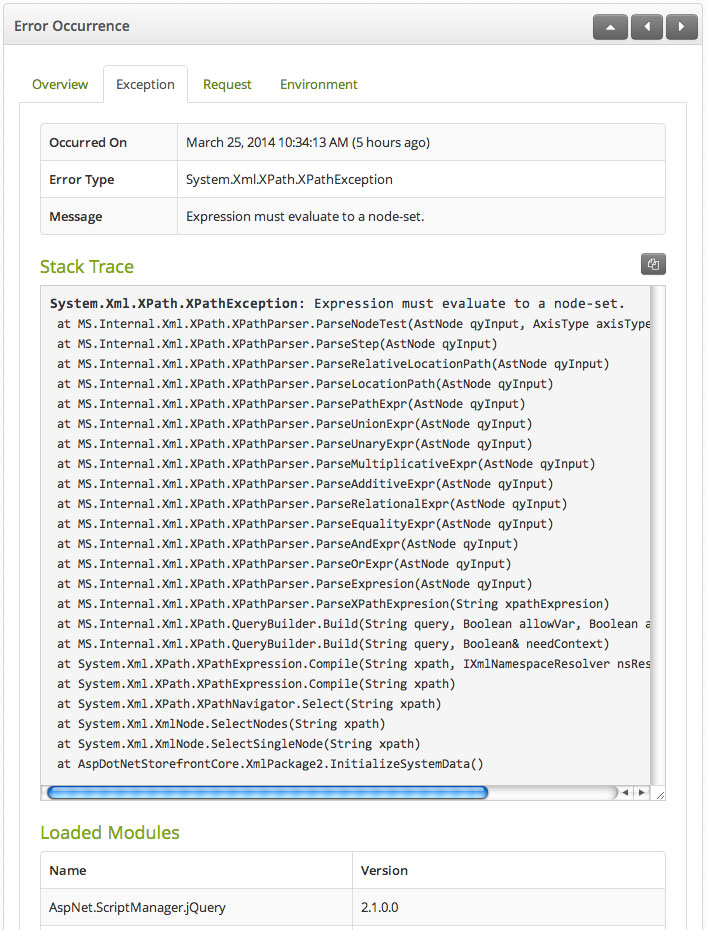 Error Occurrence
Overview Exception Request Environment
Occurred On March 25, 2014 10:34:13 AM (5 hours ago)
Error Type System.Xml.XPath.XPathException
Message Expression must evaluate to a node-set.
Stack Trace
System.Xml.XPath.XPathException: Expression must evaluate to a node-set.
at MS.Internal.Xml.XPath.XPathParser.ParseNodeTest(AstNode qyInput, AxisType axisType
at MS.Internal.Xml.XPath.XPathParser.ParseStep(AstNode qyInput)
at MS.Internal.Xml.XPath.XPathParser.ParseRelativeLocationPath(AstNode qyInput)
at MS.Internal.Xml.XPath.XPathParser.ParseLocationPath(AstNode qyInput)
at MS.Internal.Xml.XPath.XPathParser.ParsePathExpr(AstNode qyInput)
at MS.Internal.Xml.XPath.XPathParser.ParseUnionExpr(AstNode qyInput)
at MS.Internal.Xml.XPath.XPathParser.ParseUnaryExpr(AstNode qyInput)
at MS.Internal.Xml.XPath.XPathParser.ParseMultiplicativeExpr(AstNode qyInput)
at MS.Internal.Xml.XPath.XPathParser.ParseAdditiveExpr(AstNode qyInput)
at MS.Internal.Xml.XPath.XPathParser.ParseRelationalExpr(AstNode qyInput)
at MS.Internal.Xml.XPath.XPathParser.ParseEqualityExpr(AstNode qyInput)
at MS.Internal.Xml.XPath.XPathParser.ParseAndExpr(AstNode qyInput)
at MS.Internal.Xml.XPath.XPathParser.ParseOrExpr(AstNode qyInput)
at MS.Internal.Xml.XPath.XPathParser.ParseExpresion(AstNode qyInput)
at MS.Internal.Xml.XPath.XPathParser.ParseXPathExpresion(String xpathExpresion)
at MS.Internal.Xml.XPath.QueryBuilder.Build(String query, Boolean allowVar, Boolean a
at MS.Internal.Xml.XPath.QueryBuilder.Build(String query, Boolean& needContext)
at System.Xml.XPath.XPathExpression.Compile(String xpath, IXmlNamespaceResolver nsRes
at System.Xml.XPath.XPathExpression.Compile(String xpath)
at System.Xml.XPath.XPathNavigator.Select(String xpath)
at System.Xml.XmlNode.SelectNodes(String xpath)
at System.Xml.XmlNode.SelectSingleNode(String xpath)
at AspDotNetStorefrontCore.XmlPackage2.InitializeSystemData()
Loaded Modules
Name Version
AspNet.ScriptManager.jQuery 2.1.0.0